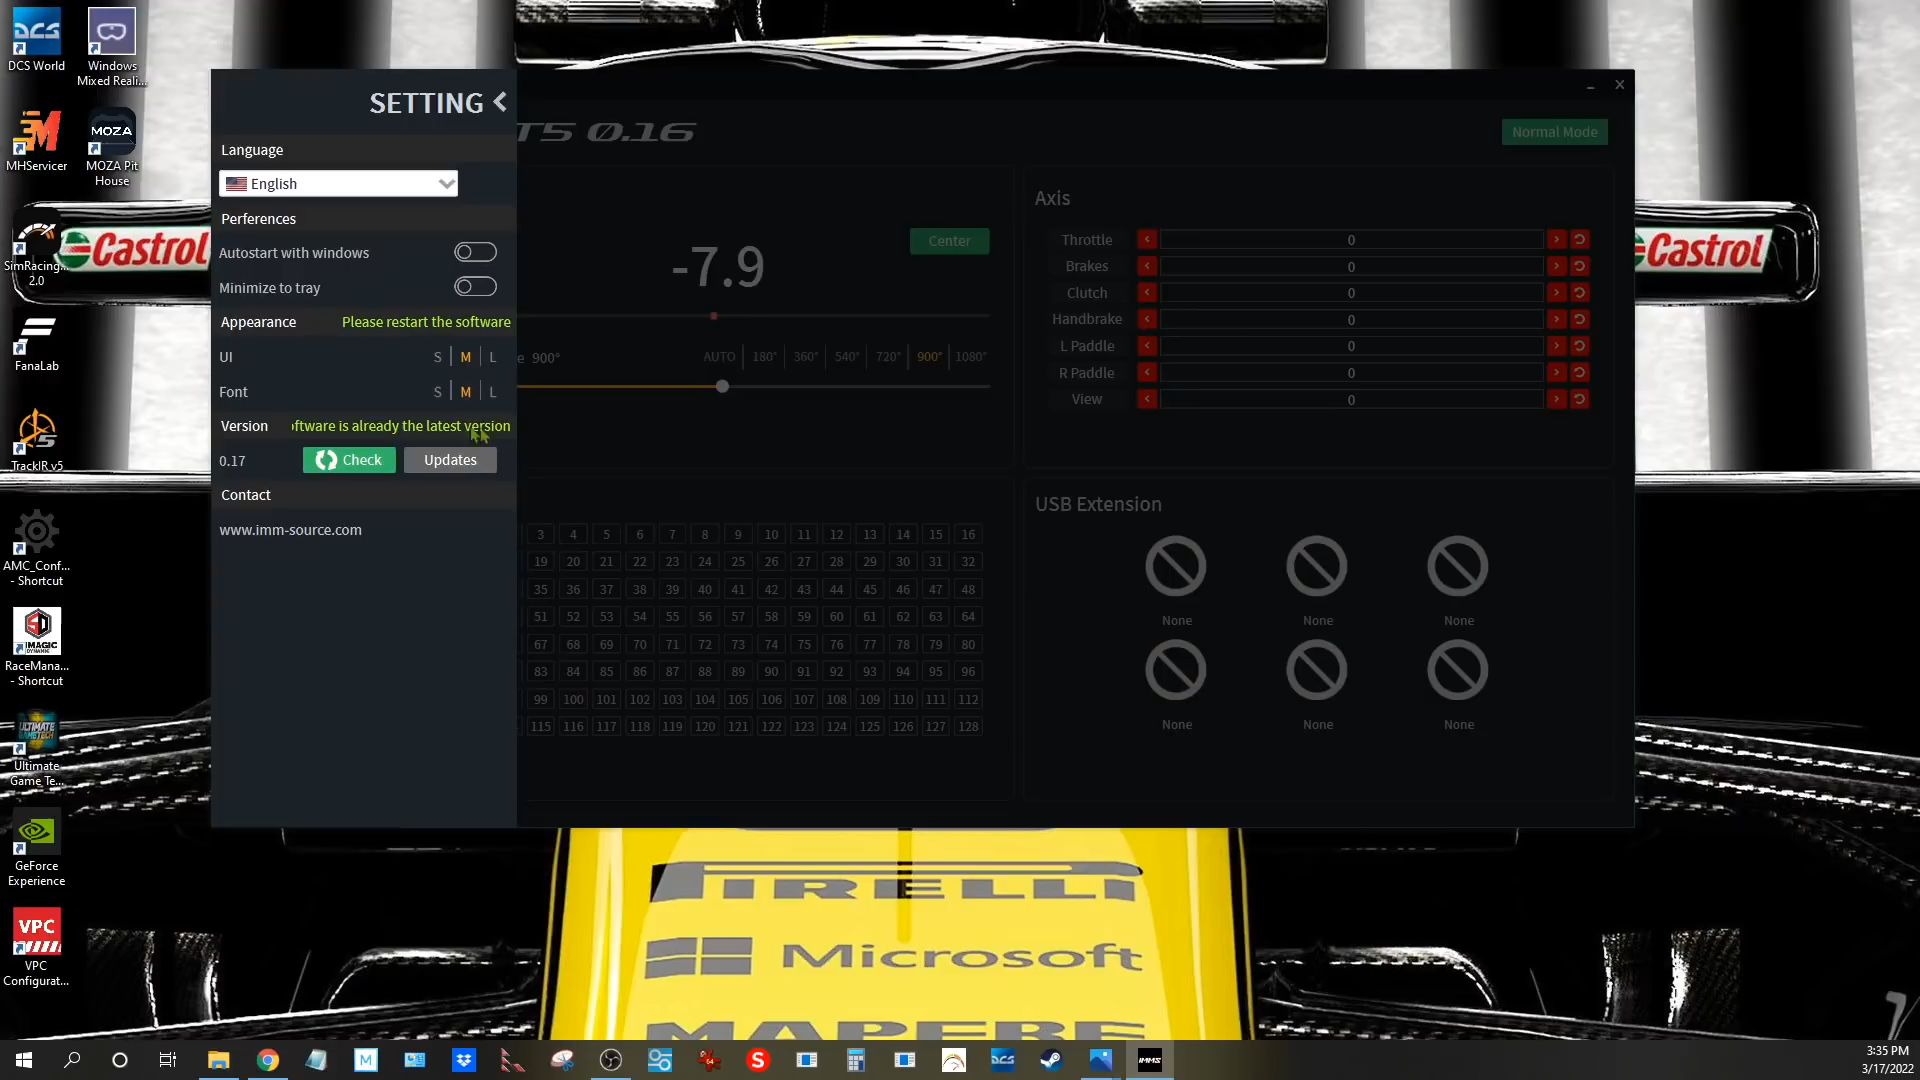 DCS World
Windows
Mixed Reali...
MHServicer
MOZA
MOZA Pit
House
SimRacing...
2.0
FanaLab
TrackIR v5
AMC_Conf...
- Shortcut
RaceMana...
- Shortcut
Ultimate
Game Te...
GeForce
Experience
VPC
VPC
Configurat...
SETTING
Language
English
Perferences
Autostart with windows
Minimize to tray
Appearance Please restart the software
UI S M L
Font S M L
Version oftware is already the latest version
0.17 Check Updates
Contact
www.imm-source.com
T5 0.16
Normal Mode
-7.9
Center
e 900° AUTO 180° 360° 540° 720° 900° 1080°
Axis
Throttle 0
Brakes 0
Clutch 0
Handbrake 0
L Paddle 0
R Paddle 0
View 0
3 4 5 6 7 8 9 10 11 12 13 14 15 16
19 20 21 22 23 24 25 26 27 28 29 30 31 32
35 36 37 38 39 40 41 42 43 44 45 46 47 48
51 52 53 54 55 56 57 58 59 60 61 62 63 64
67 68 69 70 71 72 73 74 75 76 77 78 79 80
83 84 85 86 87 88 89 90 91 92 93 94 95 96
99 100 101 102 103 104 105 106 107 108 109 110 111 112
115 116 117 118 119 120 121 122 123 124 125 126 127 128
USB Extension
None None None
None None None
Castrol
Castrol
PIRELLI
Microsoft
MAPFRE
3:35 PM
3/17/2022